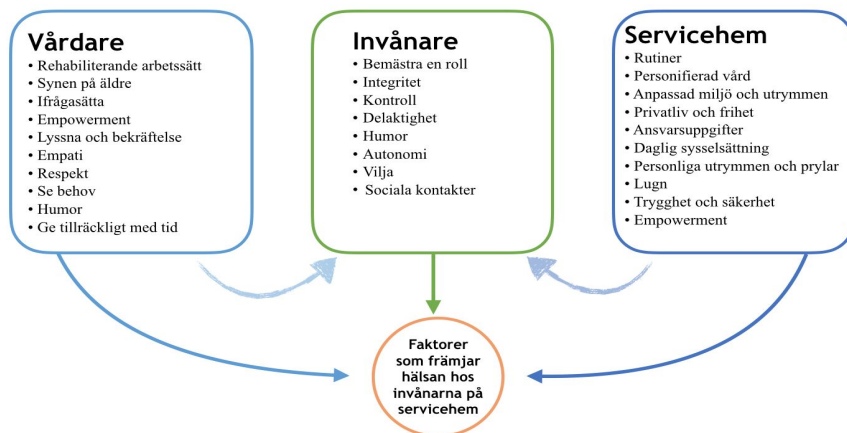 Vårdare
• Rehabiliterande arbetssätt
• Synen på äldre
• Ifrågasätta
• Empowerment
• Lyssna och bekräftelse
• Empati
• Respekt
• Se behov
• Humor
• Ge tillräckligt med tid
Invånare
• Bemästra en roll
• Integritet
• Kontroll
• Delaktighet
• Humor
• Autonomi
• Vilja
• Sociala kontakter
Servicehem
• Rutiner
• Personifierad vård
• Anpassad miljö och utrymmen
• Privatliv och frihet
• Ansvarsuppgifter
• Daglig sysselsättning
• Personliga utrymmen och prylar
• Lugn
• Trygghet och säkerhet
• Empowerment
Faktorer
som främjar
hälsan hos
invånarna på
servicehem